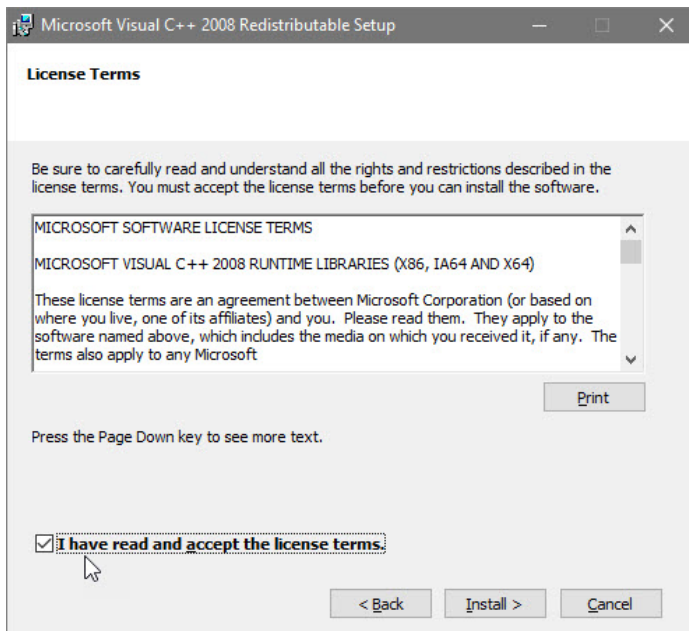 Microsoft Visual C++ 2008 Redistributable Setup
License Terms
Be sure to carefully read and understand all the rights and restrictions described in the
license terms. You must accept the license terms before you can install the software.
MICROSOFT SOFTWARE LICENSE TERMS
MICROSOFT VISUAL C++ 2008 RUNTIME LIBRARIES (X86, IA64 AND X64)
These license terms are an agreement between Microsoft Corporation (or based on
where you live, one of its affiliates) and you.  Please read them.  They apply to the
software named above, which includes the media on which you received it, if any.  The
terms also apply to any Microsoft
Print
Press the Page Down key to see more text.
I have read and accept the license terms.
< Back
Install >
Cancel